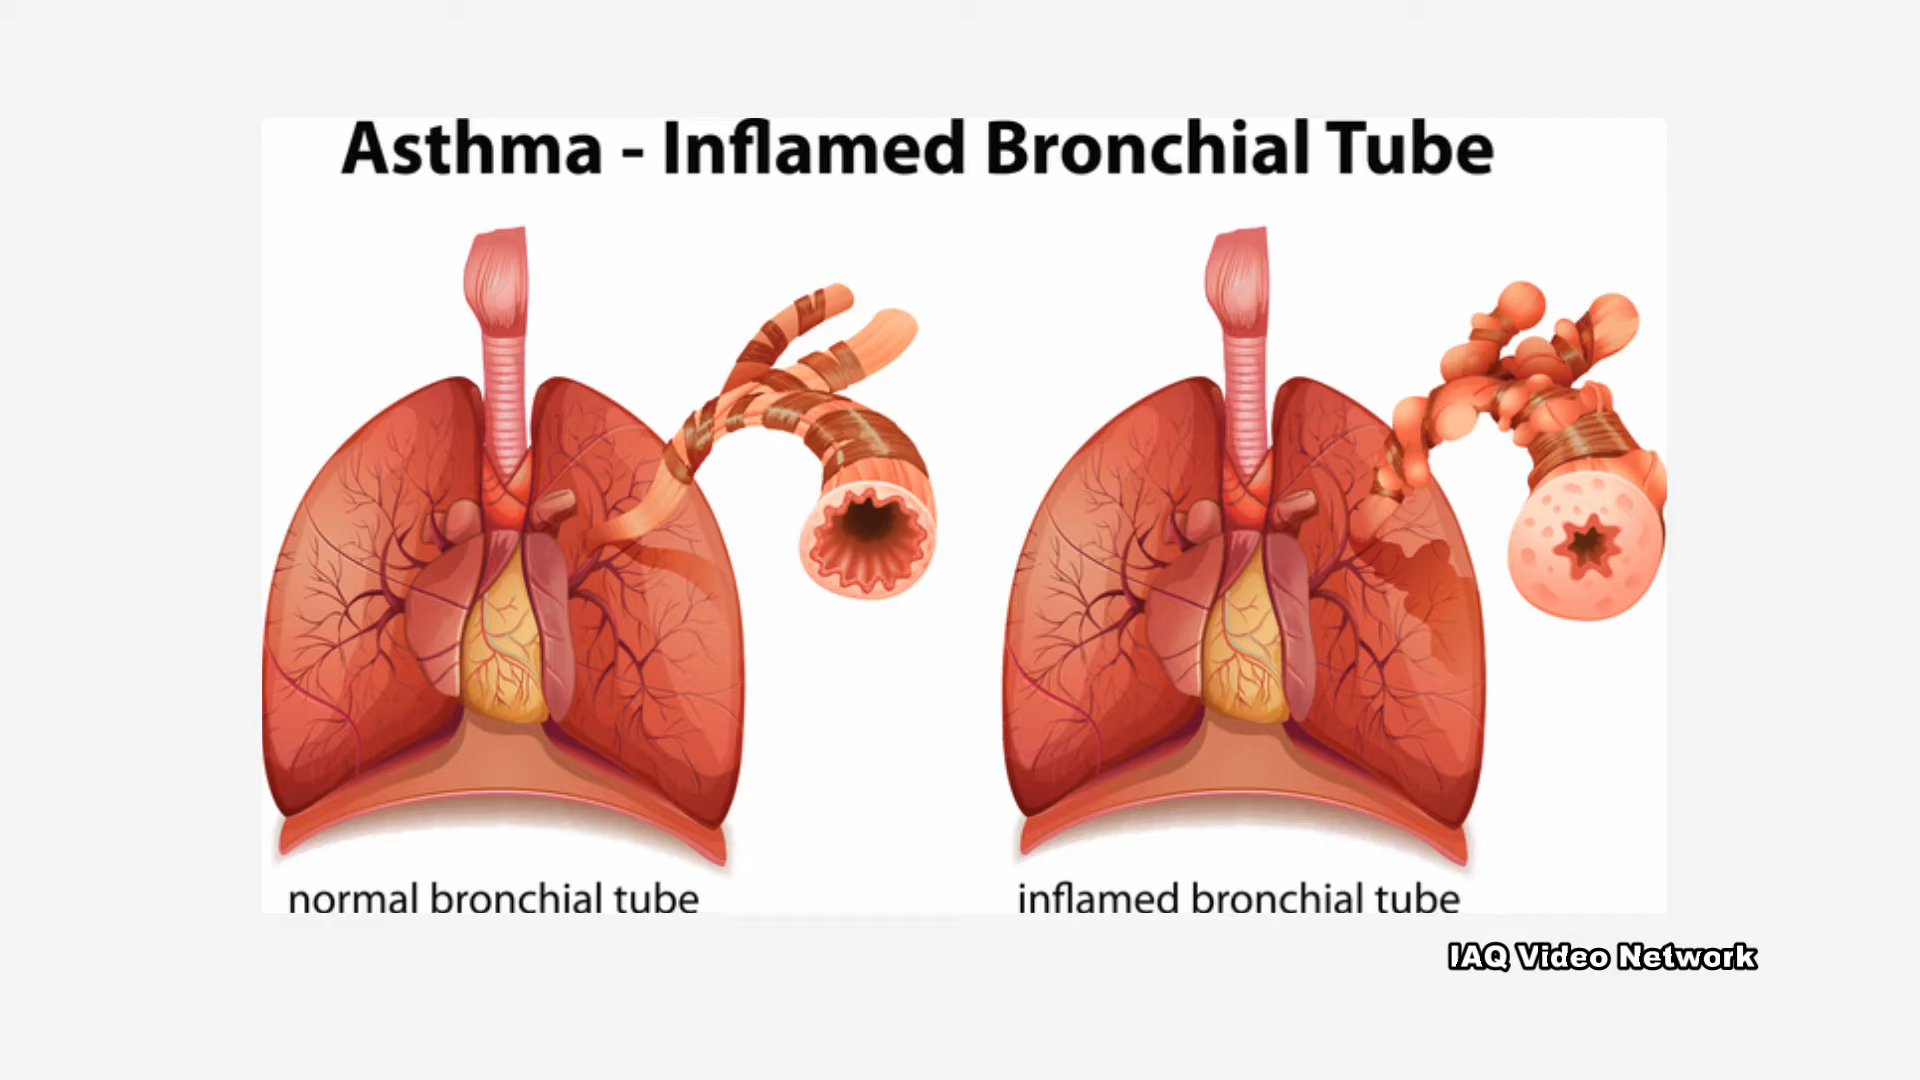 Asthma - Inflamed Bronchial Tube
normal bronchial tube
inflamed bronchial tube
IAQ Video Network